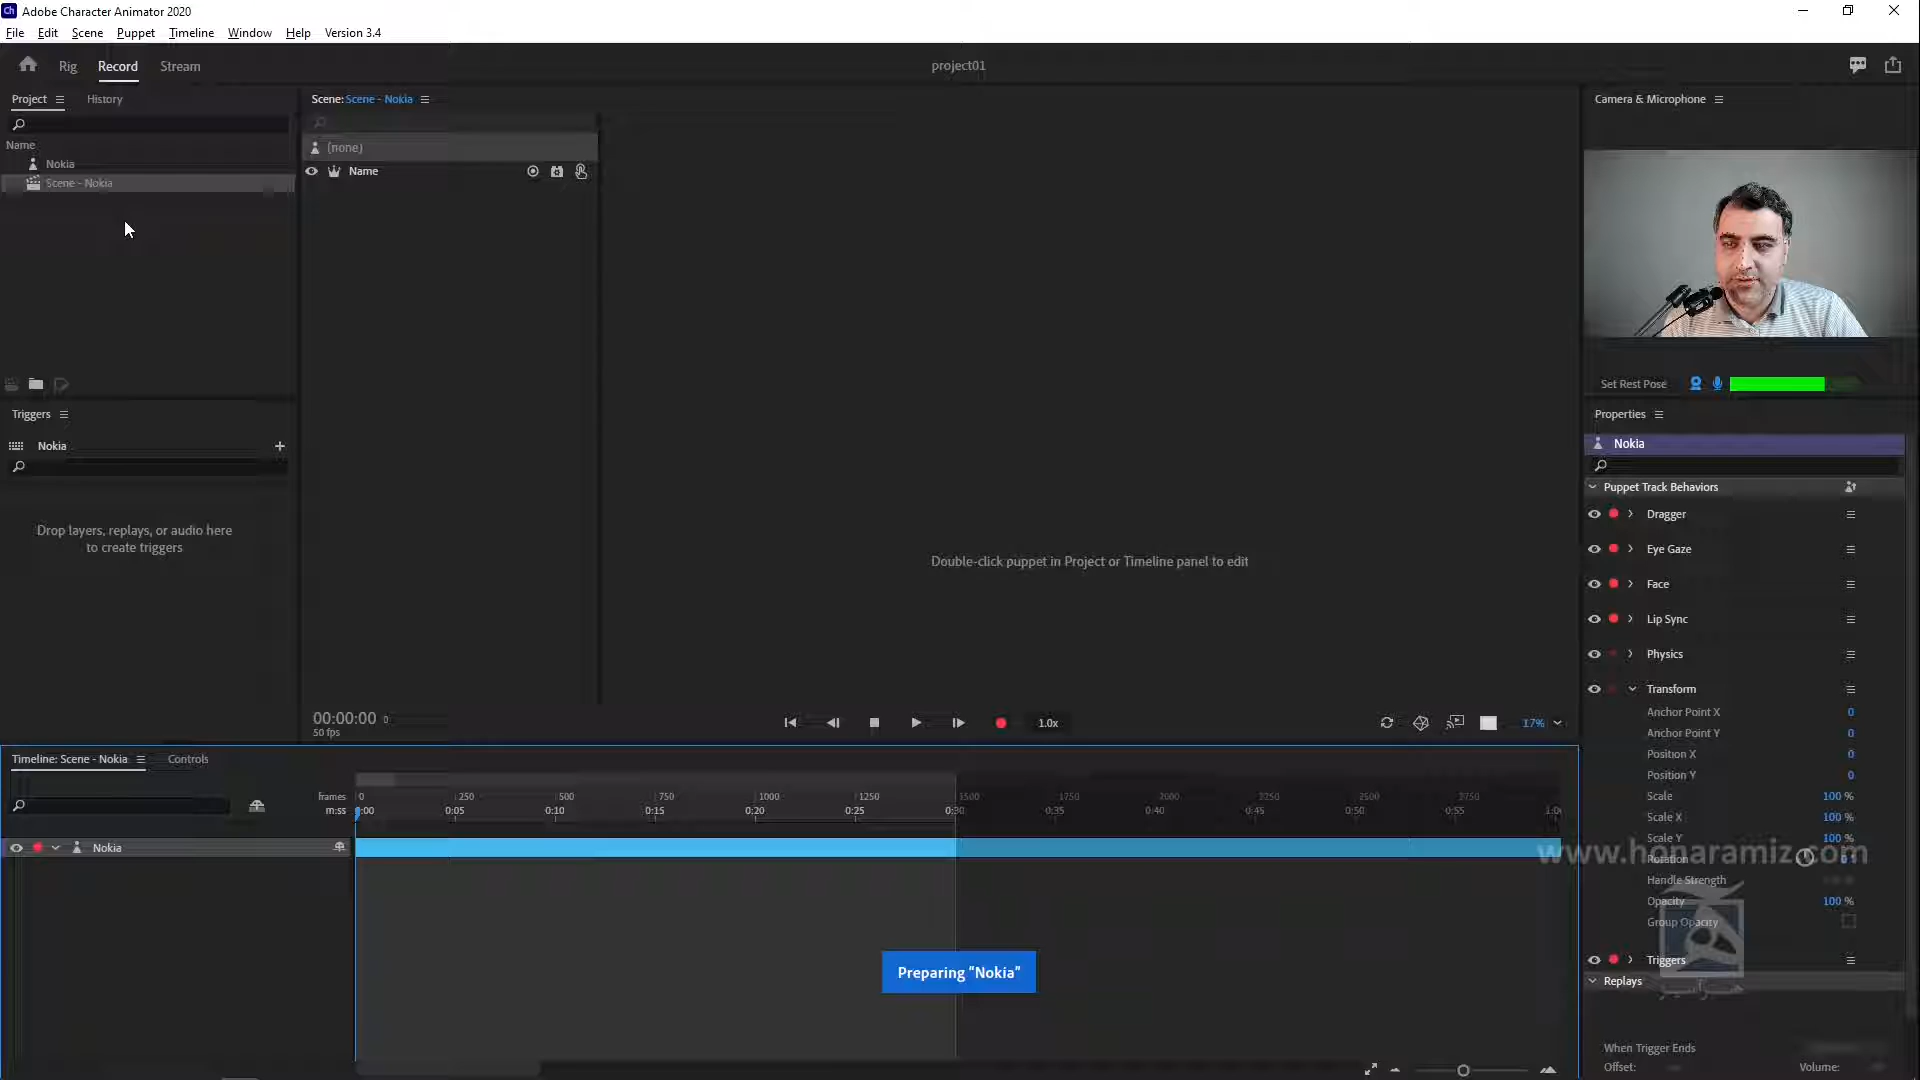 Ch Adobe Character Animator 2020
File Edit Scene Puppet Timeline Window Help Version 3.4
Rig Record Stream project01
Project History
Name
Nokia
Scene - Nokia
Triggers
Nokia +
Drop layers, replays, or audio here
to create triggers
Scene: Scene - Nokia
(none)
Name
Double-click puppet in Project or Timeline panel to edit
00:00:00 0
50 fps
1.0x
17%
Camera & Microphone
Set Rest Pose
Properties
Nokia
Puppet Track Behaviors
Dragger
Eye Gaze
Face
Lip Sync
Physics
Transform
Anchor Point X 0
Anchor Point Y 0
Position X 0
Position Y 0
Scale 100 %
Scale X 100 %
Scale Y 100 %
www.honaramiz.com
Rotation
Handle Strength
Opacity 100 %
Group Opacity
Triggers
Replays
When Trigger Ends
Offset: Volume:
Timeline: Scene - Nokia Controls
frames 0 250 500 750 1000 1250 1500 1750 2000 2250 2500 2750
m:ss 0:00 0:05 0:10 0:15 0:20 0:25 0:30 0:35 0:40 0:45 0:50 0:55
Nokia
Preparing "Nokia"